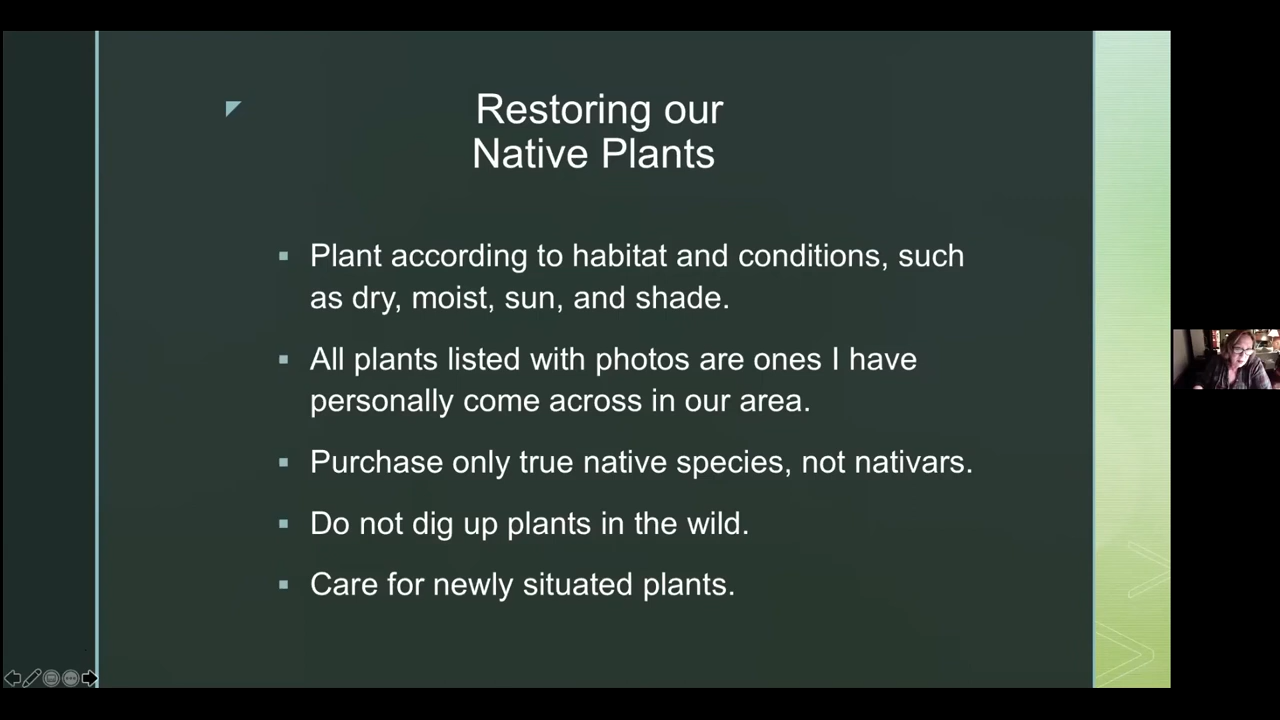 Restoring our
Native Plants
Plant according to habitat and conditions, such
as dry, moist, sun, and shade.
All plants listed with photos are ones I have
personally come across in our area.
Purchase only true native species, not nativars.
Do not dig up plants in the wild.
Care for newly situated plants.